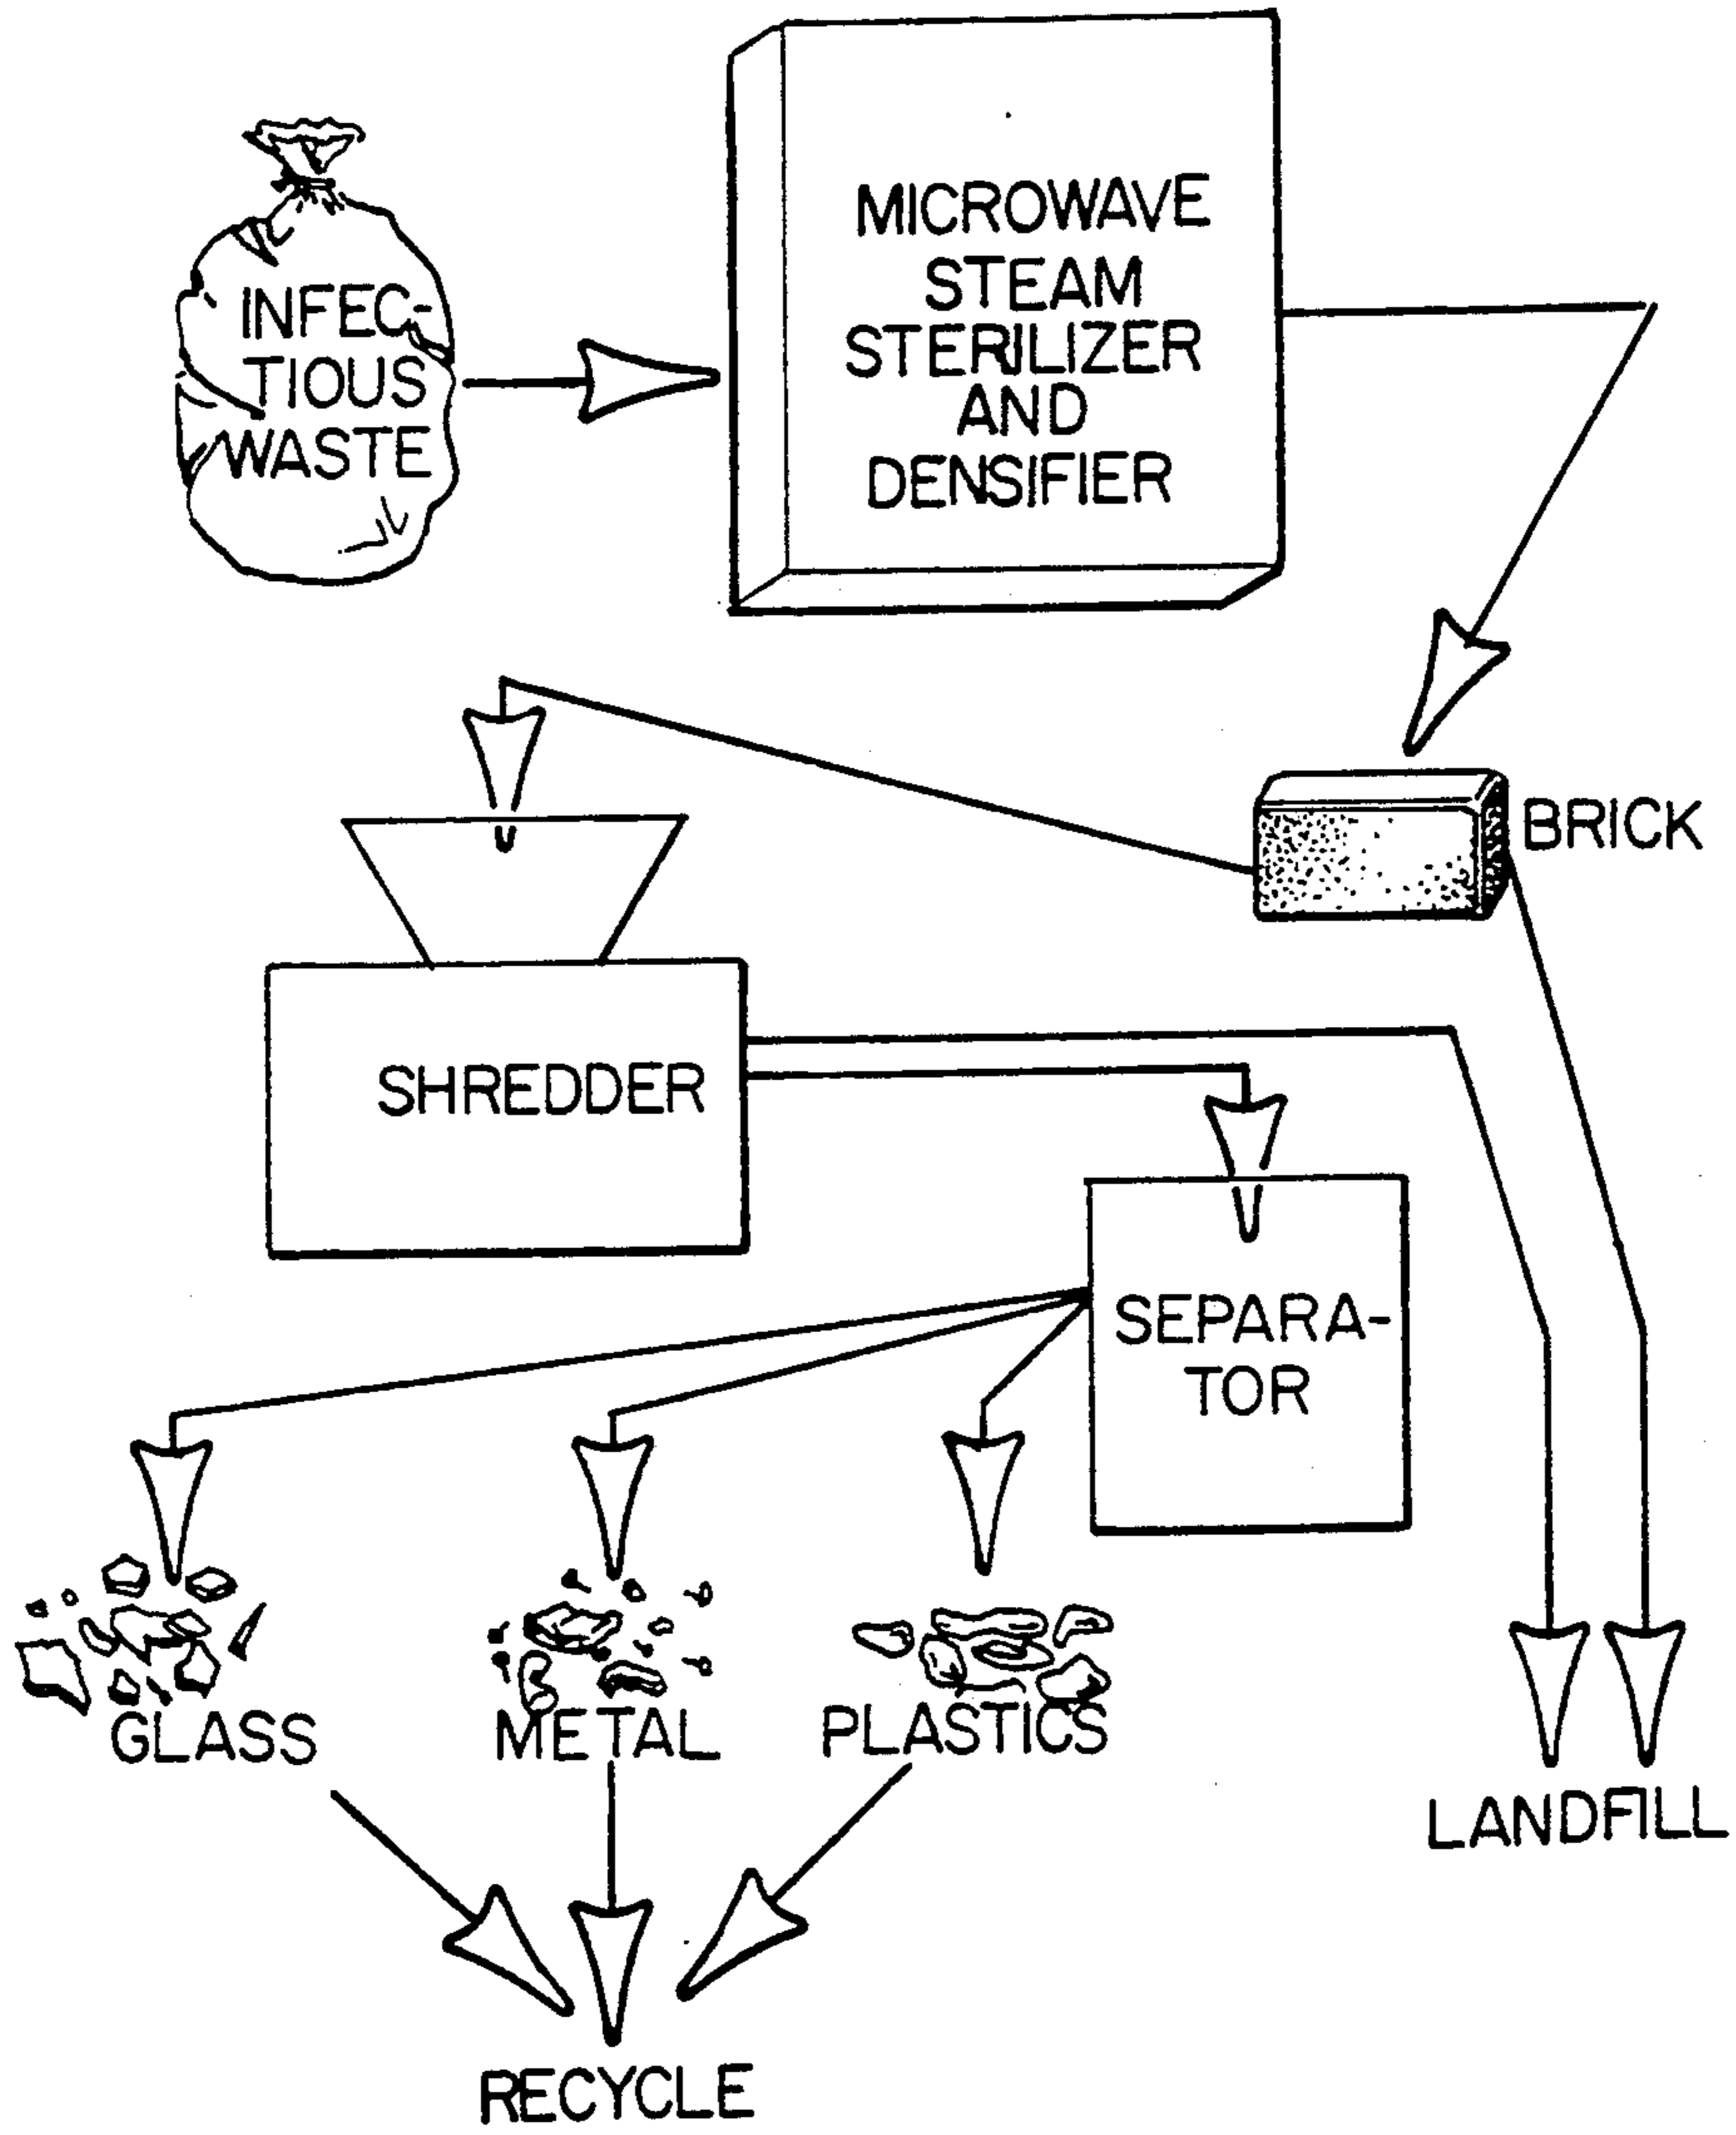 INFEC-
TIOUS
WASTE
MICROWAVE
STEAM
STERILIZER
AND
DENSIFIER
BRICK
SHREDDER
SEPARA-
TOR
GLASS
METAL
PLASTICS
LANDFILL
RECYCLE